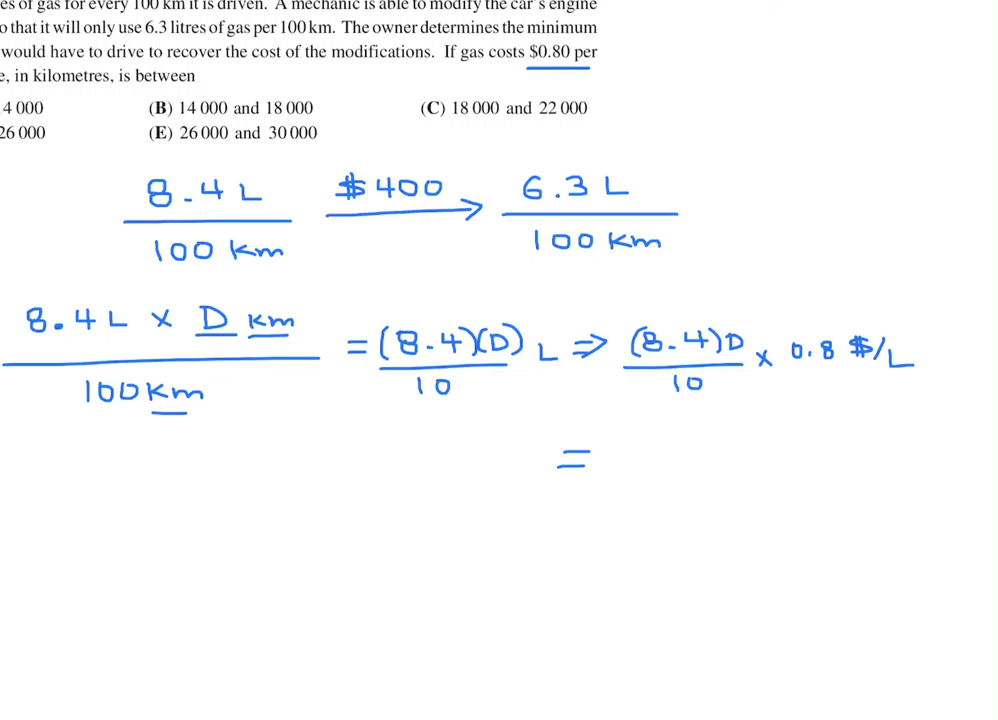 es of gas for every 100 km it is driven. A mechanic is able to modify the car's engine
o that it will only use 6.3 litres of gas per 100 km. The owner determines the minimum
would have to drive to recover the cost of the modifications. If gas costs $0.80 per
e, in kilometres, is between
4 000 (B) 14 000 and 18 000 (C) 18 000 and 22 000
26 000 (E) 26 000 and 30 000
8.4 L / 100 km $400 → 6.3 L / 100 km
8.4 L × D km / 100 km = (8.4)(D) / 10 L ⇒ (8.4)D / 10 × 0.8 $/L
=